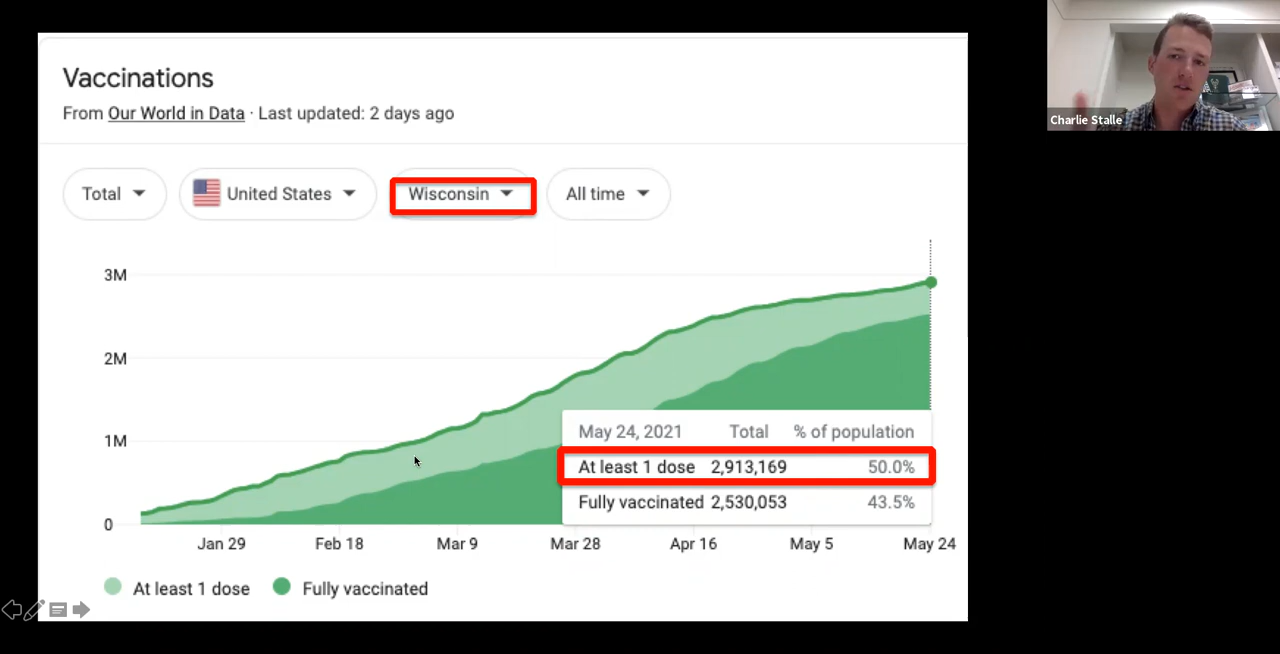 Vaccinations
From Our World in Data · Last updated: 2 days ago
Total United States Wisconsin All time
3M
2M
1M
0
May 24, 2021 Total % of population
At least 1 dose 2,913,169 50.0%
Fully vaccinated 2,530,053 43.5%
Jan 29 Feb 18 Mar 9 Mar 28 Apr 16 May 5 May 24
At least 1 dose Fully vaccinated
Charlie Stalle